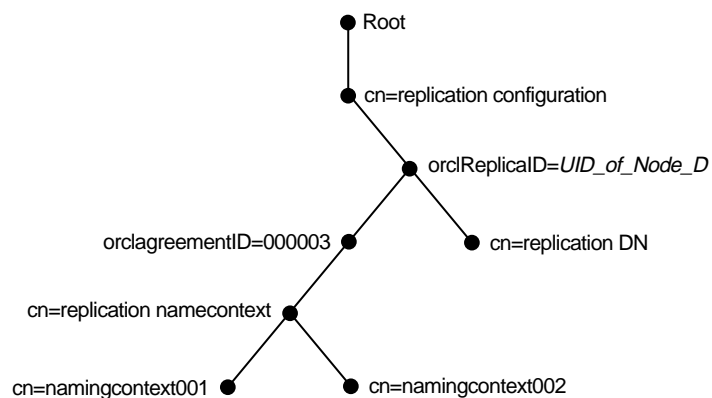 Root
cn=replication configuration
orclReplicaID=UID_of_Node_D
orclagreementID=000003
cn=replication DN
cn=replication namecontext
cn=namingcontext001
cn=namingcontext002